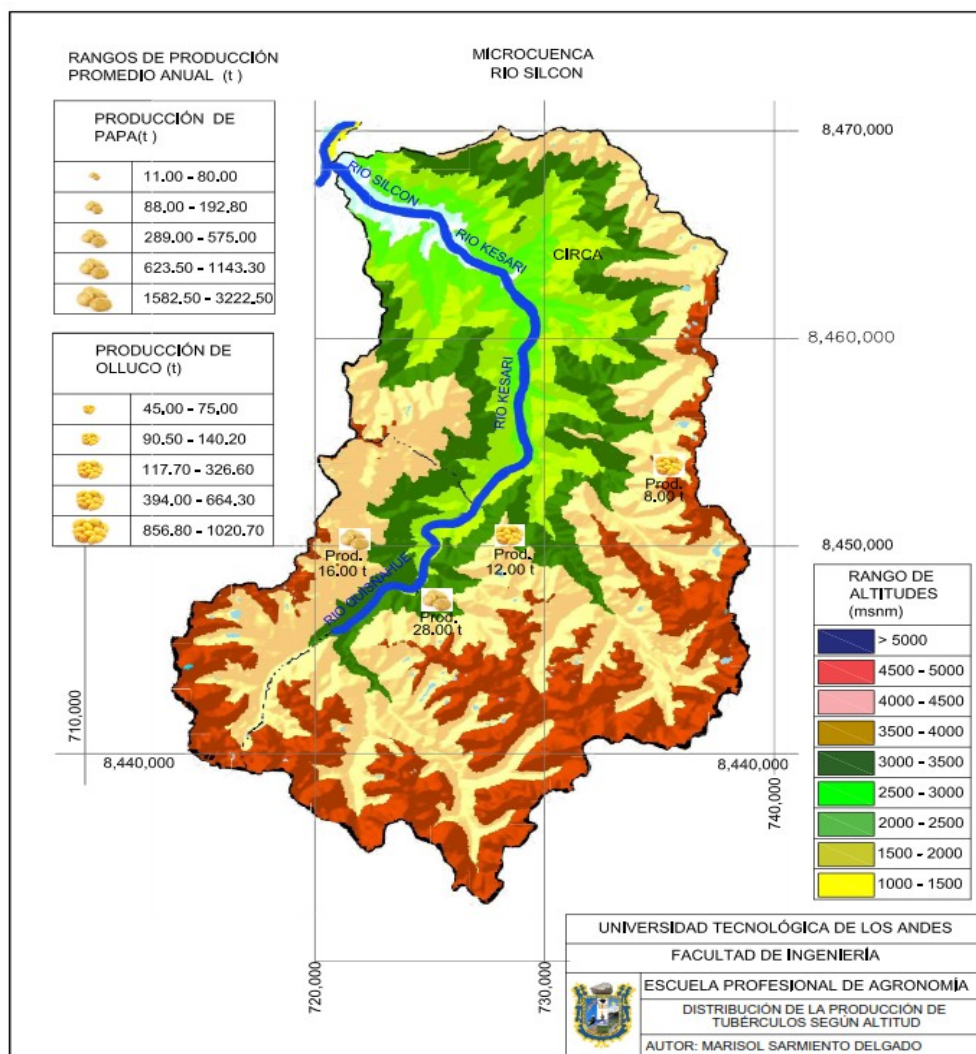 RANGOS DE PRODUCCIÓN
PROMEDIO ANUAL (t )
PRODUCCIÓN DE
PAPA(t )
11.00 - 80.00
88.00 - 192.80
289.00 - 575.00
623.50 - 1143.30
1582.50 - 3222.50
PRODUCCIÓN DE
OLLUCO (t)
45.00 - 75.00
90.50 - 140.20
117.70 - 326.60
394.00 - 664.30
856.80 - 1020.70
MICROCUENCA
RIO SILCON
8,470,000
RIO SILCON
RIO KESARI
CIRCA
8,460,000
RIO KESARI
Prod.
8.00 t
8,450,000
Prod.
16.00 t
Prod.
12.00 t
Prod.
28.00 t
RIO QUISNAHUE
710,000
8,440,000
8,440,000
740,000
720,000
730,000
RANGO DE
ALTITUDES
(msnm)
> 5000
4500 - 5000
4000 - 4500
3500 - 4000
3000 - 3500
2500 - 3000
2000 - 2500
1500 - 2000
1000 - 1500
UNIVERSIDAD TECNOLÓGICA DE LOS ANDES
FACULTAD DE INGENIERÍA
ESCUELA PROFESIONAL DE AGRONOMÍA
DISTRIBUCIÓN DE LA PRODUCCIÓN DE
TUBÉRCULOS SEGÚN ALTITUD
AUTOR: MARISOL SARMIENTO DELGADO